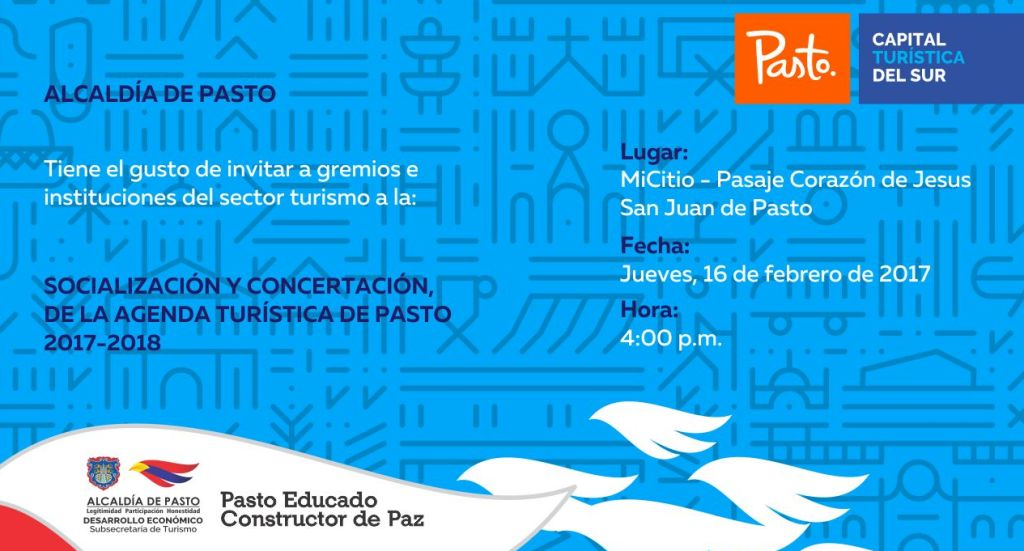 Pasto.
CAPITAL
TURÍSTICA
DEL SUR
ALCALDÍA DE PASTO
Tiene el gusto de invitar a gremios e
instituciones del sector turismo a la:
SOCIALIZACIÓN Y CONCERTACIÓN,
DE LA AGENDA TURÍSTICA DE PASTO
2017-2018
Lugar:
MiCitio - Pasaje Corazón de Jesus
San Juan de Pasto
Fecha:
Jueves, 16 de febrero de 2017
Hora:
4:00 p.m.
ALCALDÍA DE PASTO
Legitimidad Participación Honestidad
DESARROLLO ECONÓMICO
Subsecretaría de Turismo
Pasto Educado
Constructor de Paz